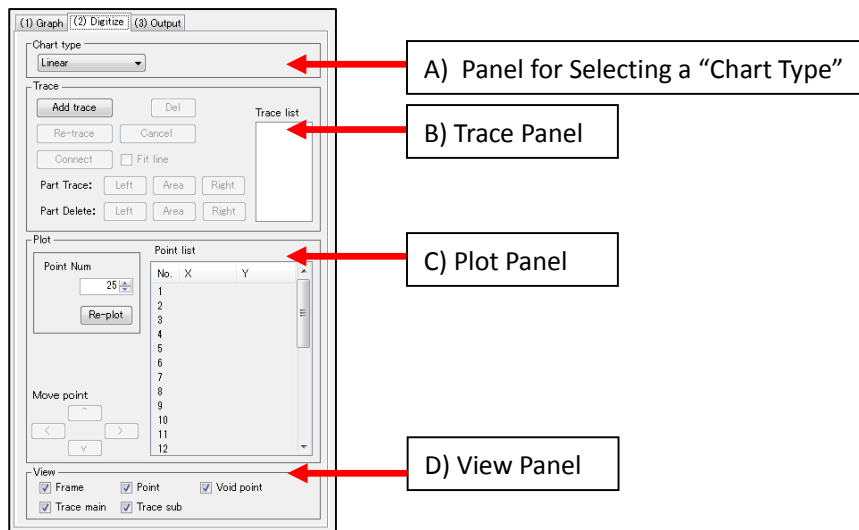 (1) Graph (2) Digitize (3) Output
Chart type
Linear
A) Panel for Selecting a “Chart Type”
Trace
Add trace Del
Trace list
Re-trace Cancel
B) Trace Panel
Connect Fit line
Part Trace: Left Area Right
Part Delete: Left Area Right
Plot
Point list
C) Plot Panel
Point Num
No. X Y
25
1
2
Re-plot
3
4
5
6
7
8
Move point
9
^
10
< >
11
v
12
D) View Panel
View
Frame Point Void point
Trace main Trace sub